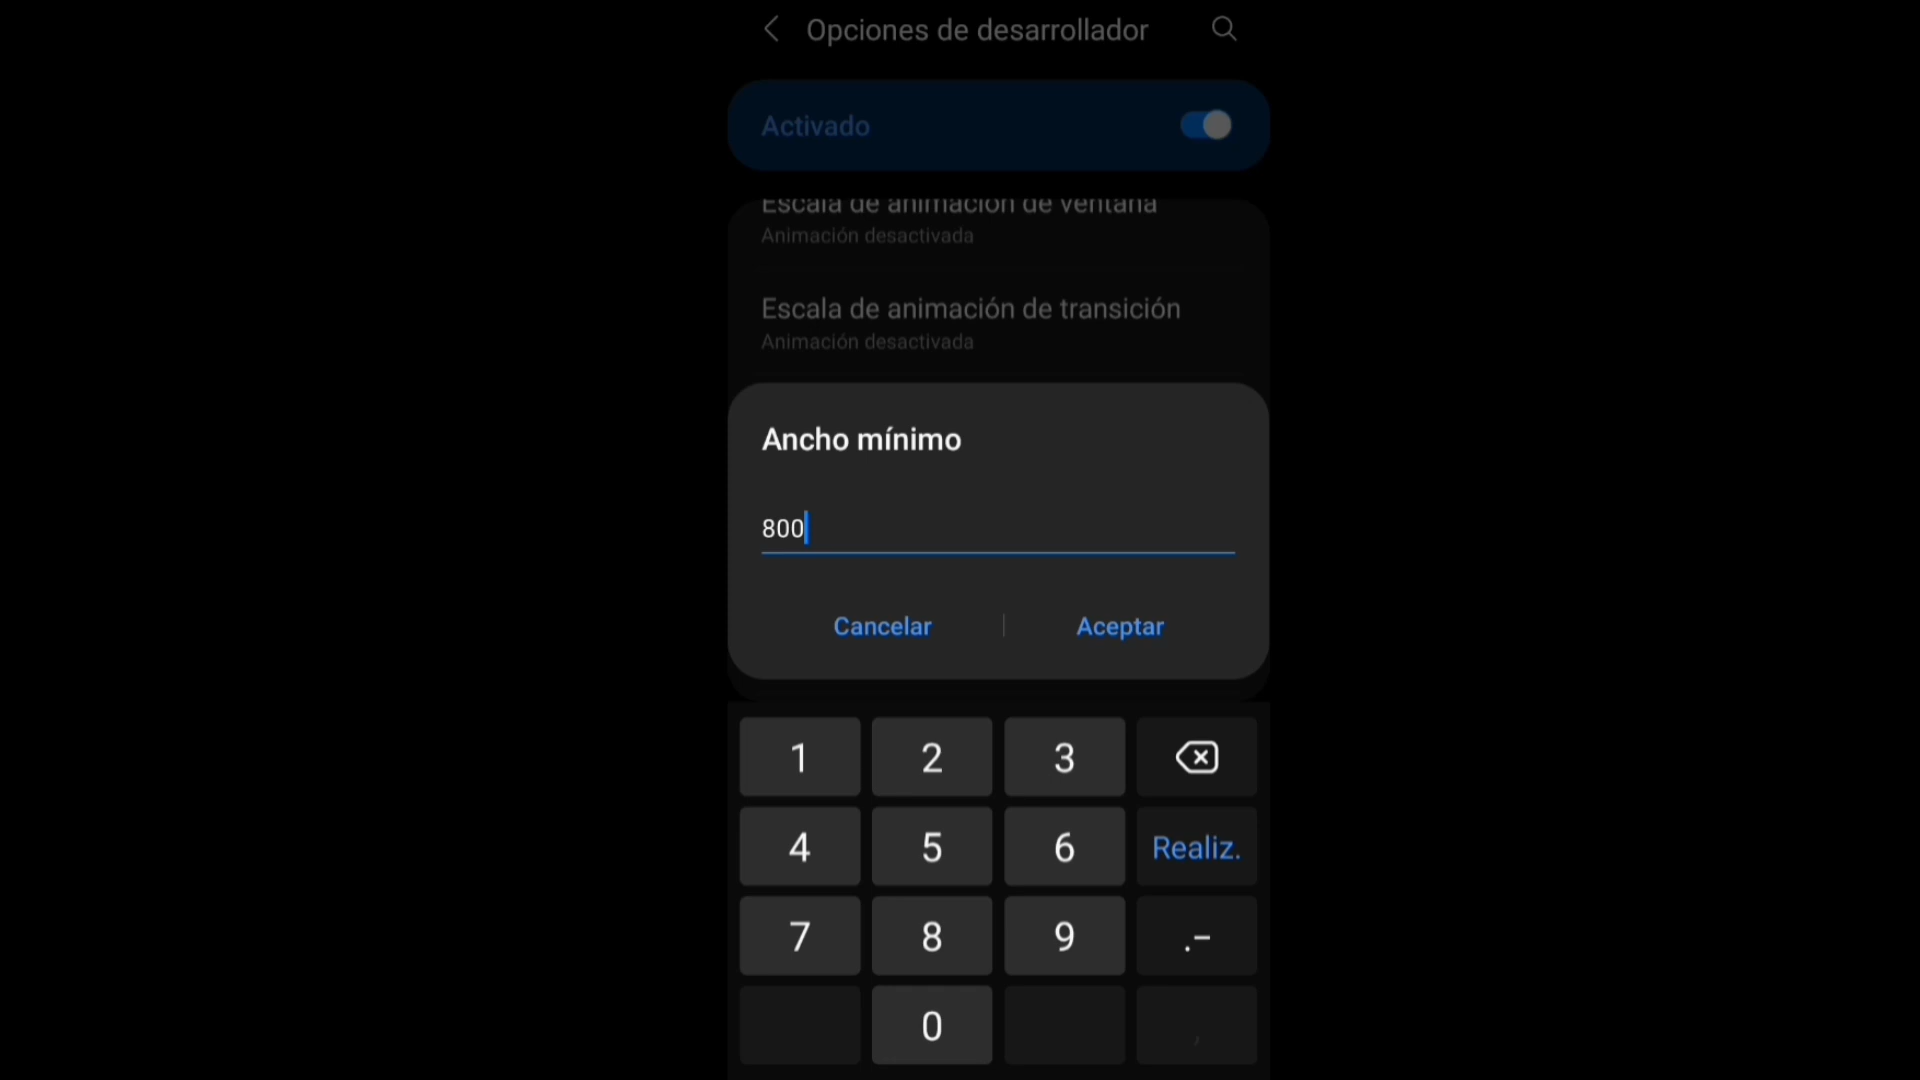 Opciones de desarrollador
Activado
Escala de animación de ventana
Animación desactivada
Escala de animación de transición
Animación desactivada
Ancho mínimo
800
Cancelar
Aceptar
1 2 3
4 5 6 Realiz.
7 8 9 .-
0 ,